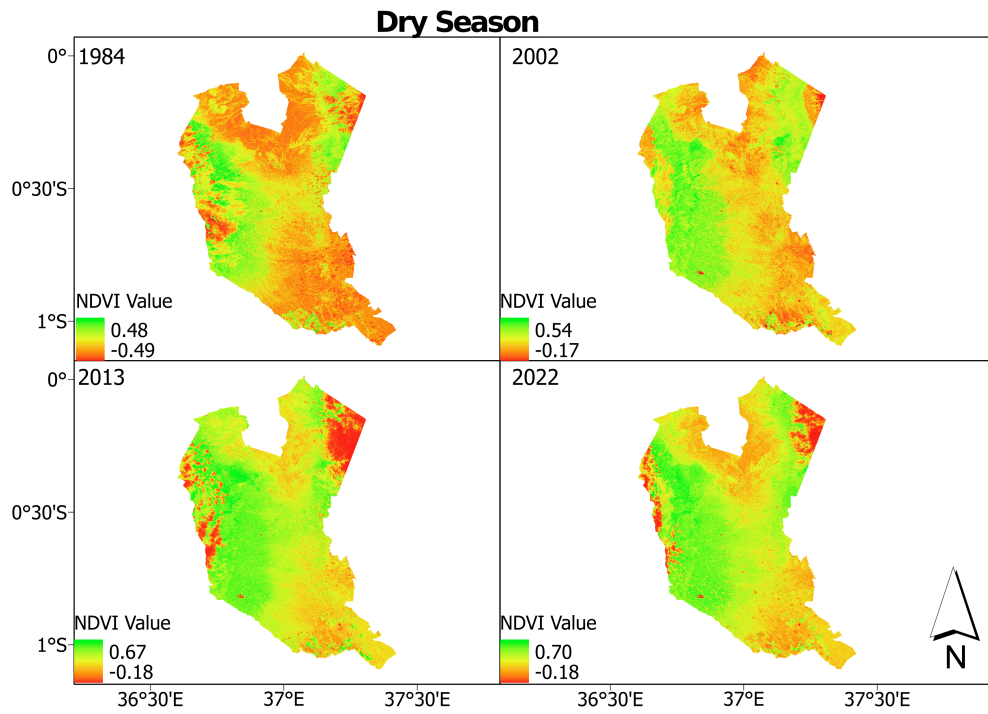 Dry Season
1984
2002
0°
0°30'S
1°S
NDVI Value
0.48
-0.49
NDVI Value
0.54
-0.17
2013
2022
0°
0°30'S
1°S
NDVI Value
0.67
-0.18
NDVI Value
0.70
-0.18
N
36°30'E
37°E
37°30'E
36°30'E
37°E
37°30'E